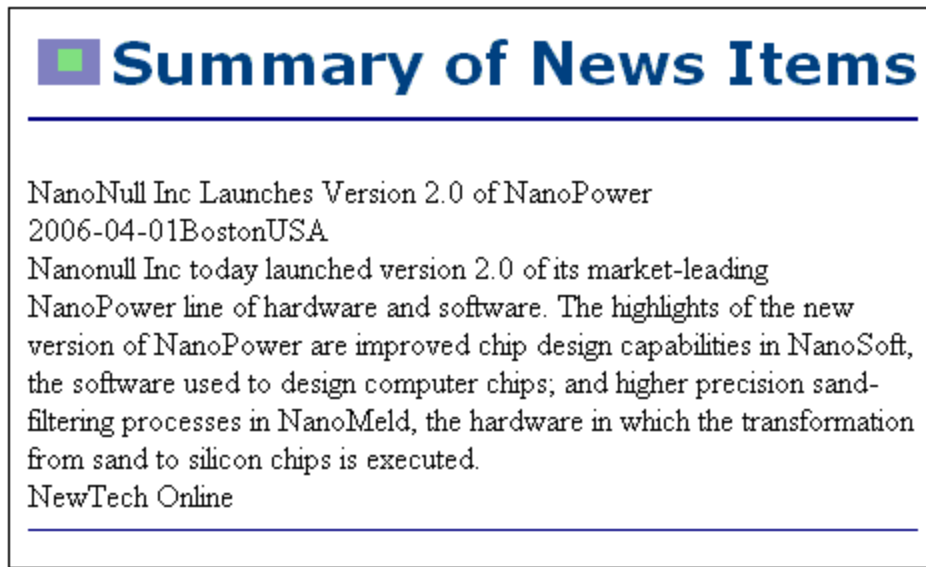 Summary of News Items
NanoNull Inc Launches Version 2.0 of NanoPower
2006-04-01BostonUSA
Nanonull Inc today launched version 2.0 of its market-leading
NanoPower line of hardware and software. The highlights of the new
version of NanoPower are improved chip design capabilities in NanoSoft,
the software used to design computer chips; and higher precision sand-
filtering processes in NanoMeld, the hardware in which the transformation
from sand to silicon chips is executed.
NewTech Online